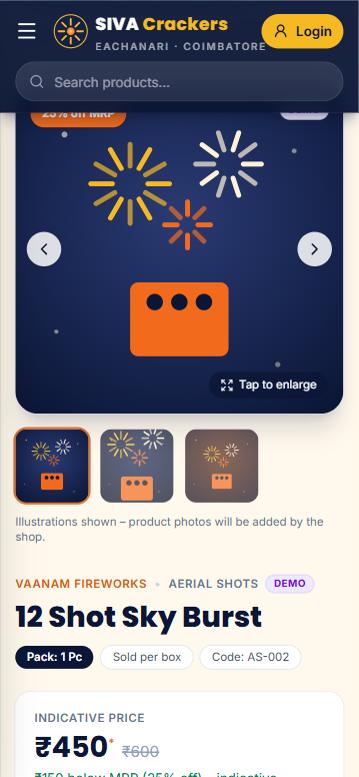 SIVA Crackers
EACHANARI · COIMBATORE
Login
Search products...
25% off MRP
Tap to enlarge
Illustrations shown – product photos will be added by the
shop.
VAANAM FIREWORKS • AERIAL SHOTS DEMO
12 Shot Sky Burst
Pack: 1 Pc Sold per box Code: AS-002
INDICATIVE PRICE
₹450* ₹600
₹150 below MRP (25% off) – indicative